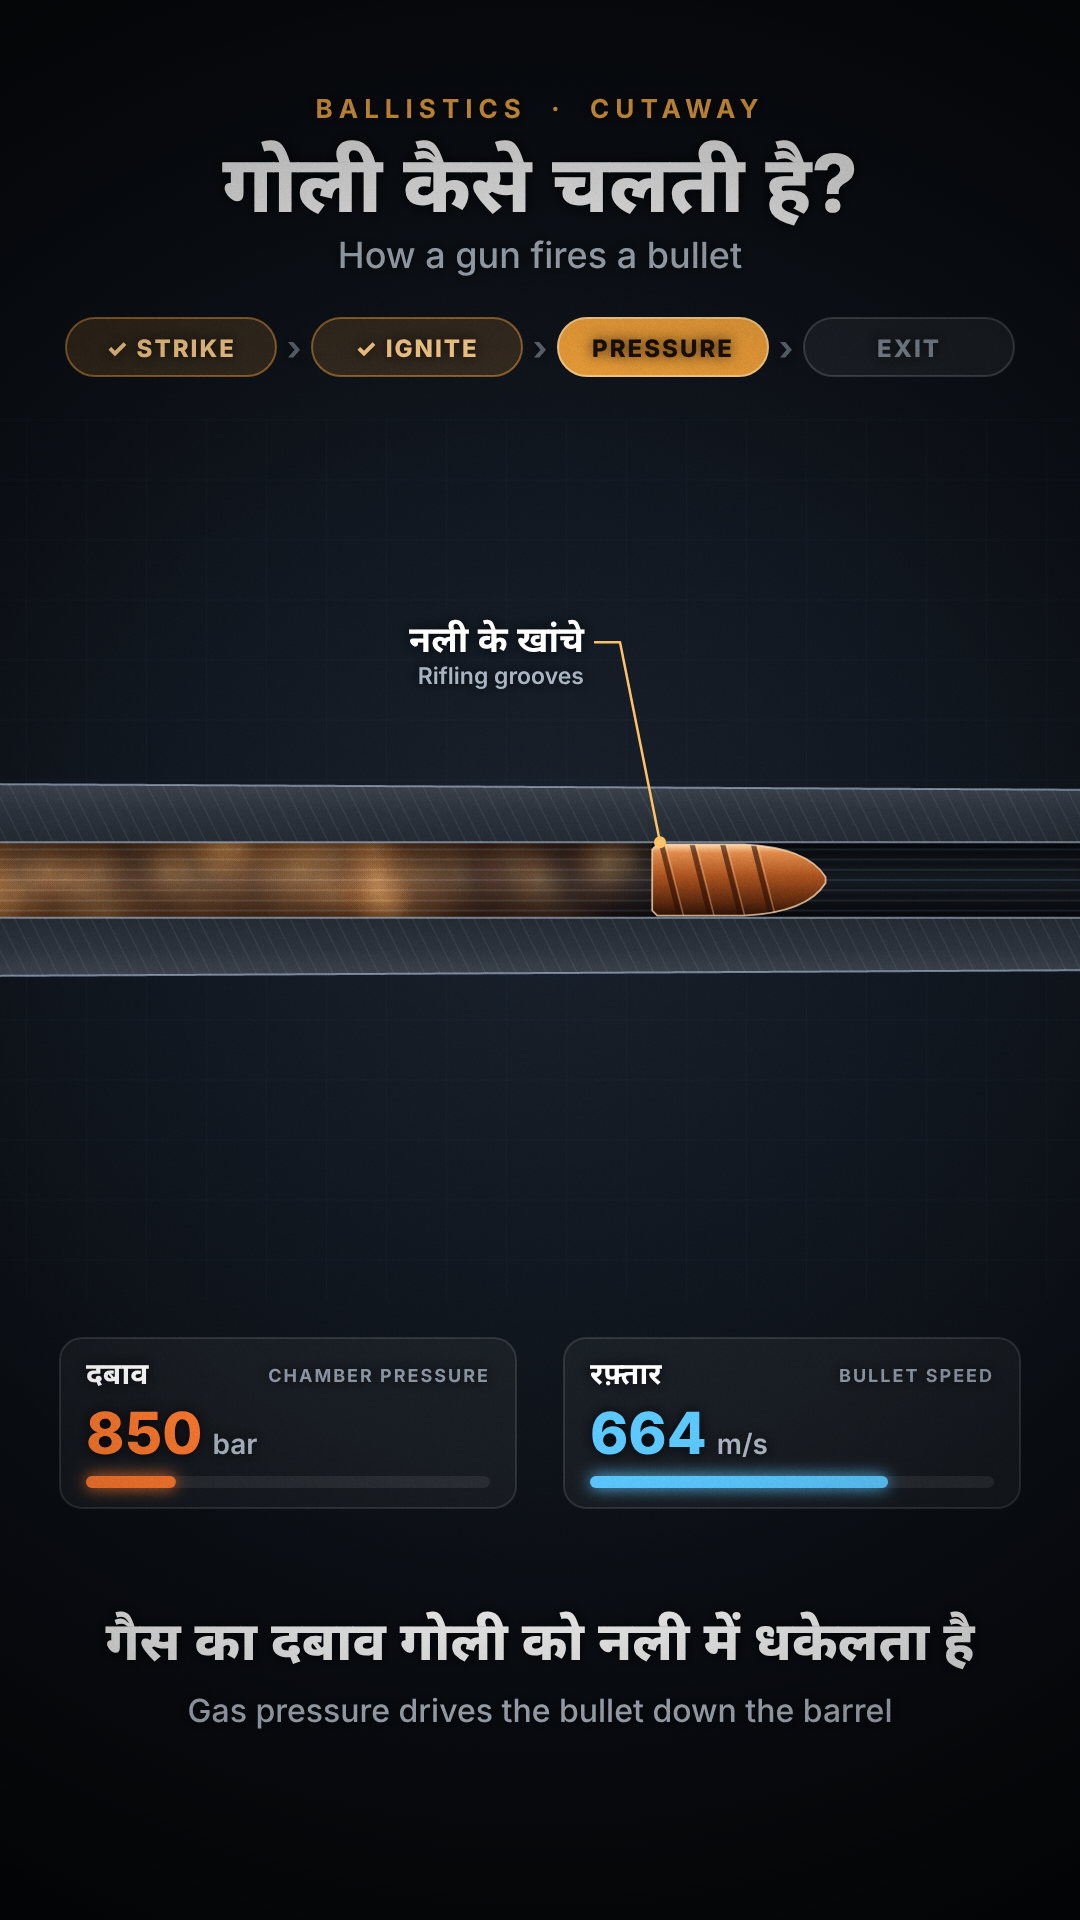 BALLISTICS · CUTAWAY
गोली कैसे चलती है?
How a gun fires a bullet
✓ STRIKE › ✓ IGNITE › PRESSURE › EXIT
नली के खांचे
Rifling grooves
दबाव CHAMBER PRESSURE
850 bar
रफ़्तार BULLET SPEED
664 m/s
गैस का दबाव गोली को नली में धकेलता है
Gas pressure drives the bullet down the barrel